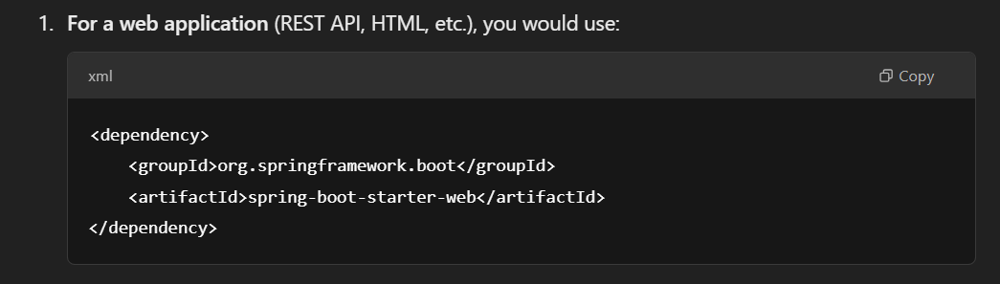 1. For a web application (REST API, HTML, etc.), you would use:
xml Copy
<dependency>
    <groupId>org.springframework.boot</groupId>
    <artifactId>spring-boot-starter-web</artifactId>
</dependency>